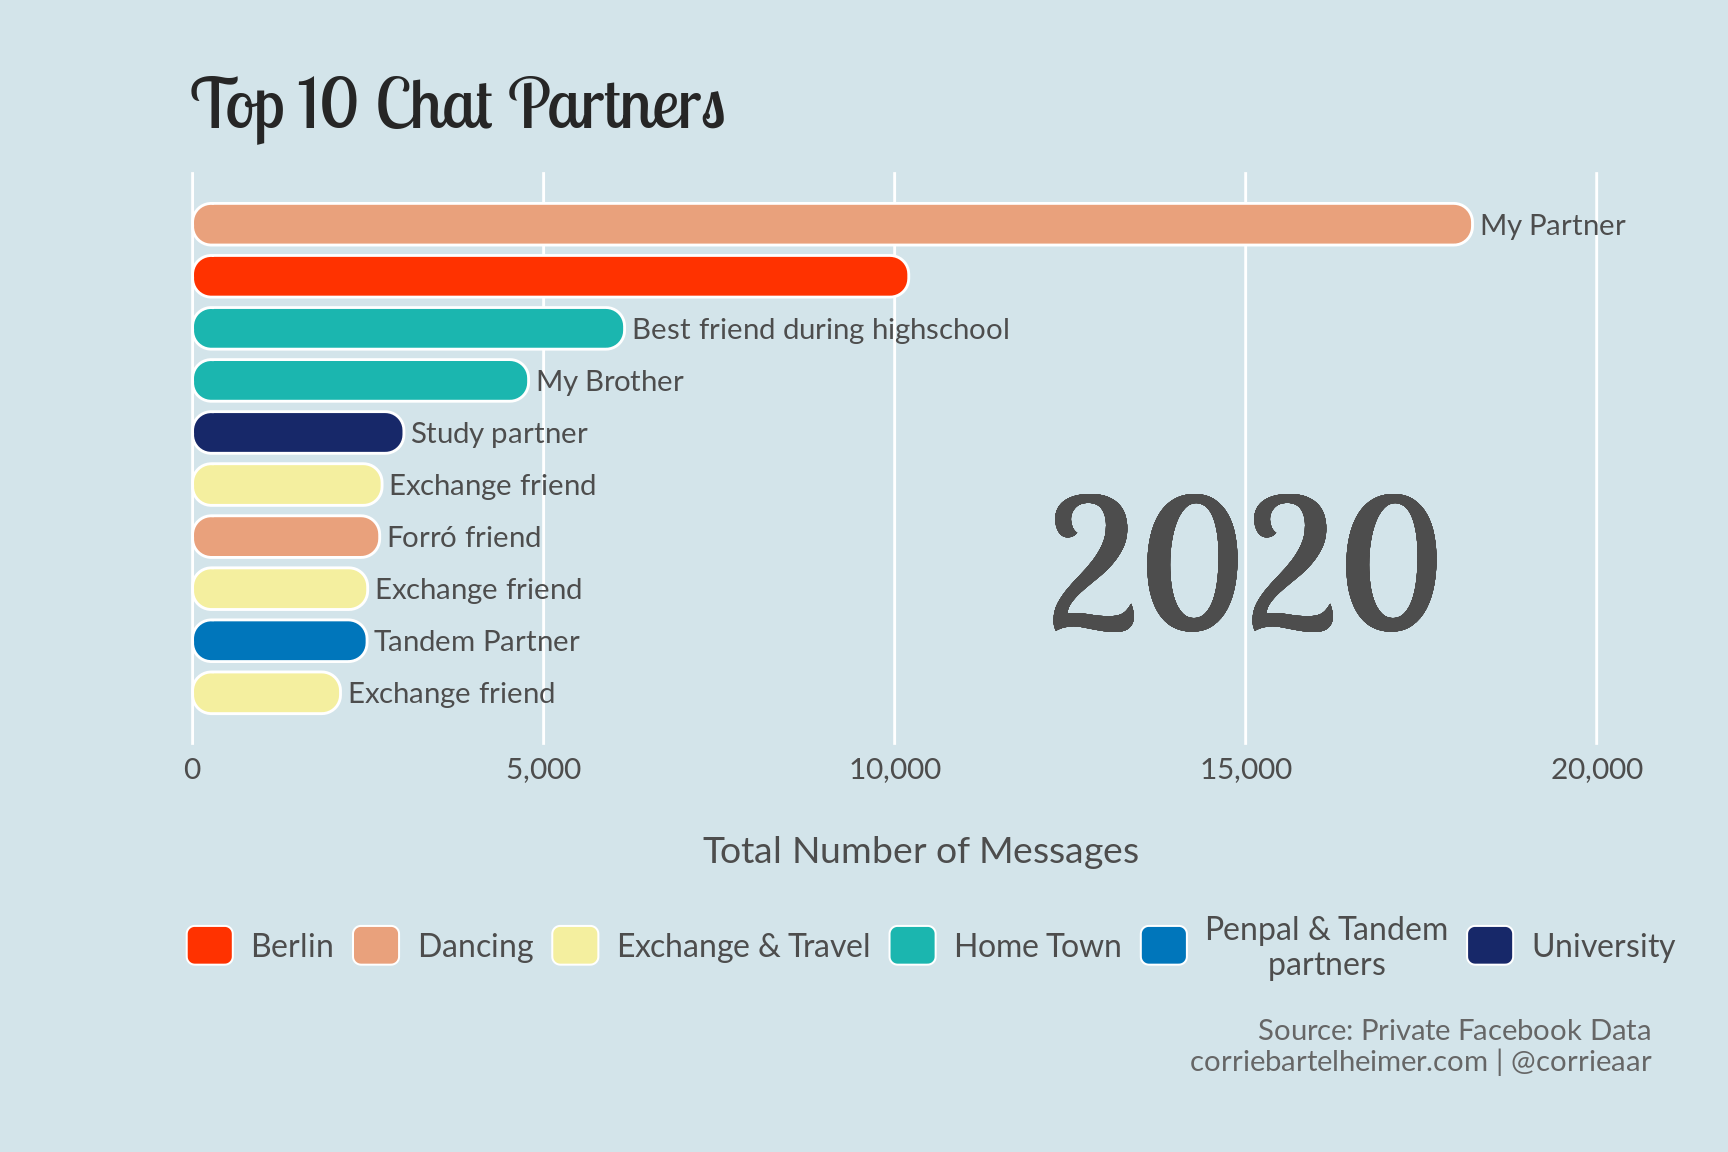 Top 10 Chat Partners
My Partner
Best friend during highschool
My Brother
Study partner
Exchange friend
Forró friend
Exchange friend
Tandem Partner
Exchange friend
2020
0 5,000 10,000 15,000 20,000
Total Number of Messages
Berlin Dancing Exchange & Travel Home Town Penpal & Tandem
partners University
Source: Private Facebook Data
corriebartelheimer.com | @corrieaar